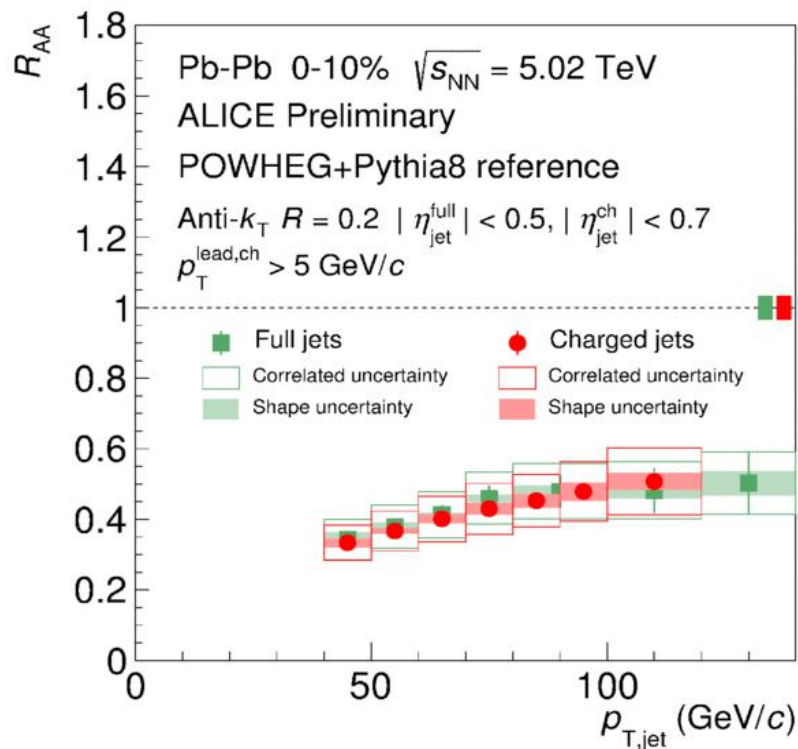 R_AA
1.8
1.6
1.4
1.2
1
0.8
0.6
0.4
0.2
0
Pb-Pb 0-10% √s_NN = 5.02 TeV
ALICE Preliminary
POWHEG+Pythia8 reference
Anti-k_T R = 0.2 | η_jet^full | < 0.5, | η_jet^ch | < 0.7
p_T^lead,ch > 5 GeV/c
Full jets
Correlated uncertainty
Shape uncertainty
Charged jets
Correlated uncertainty
Shape uncertainty
0 50 100
p_T,jet (GeV/c)